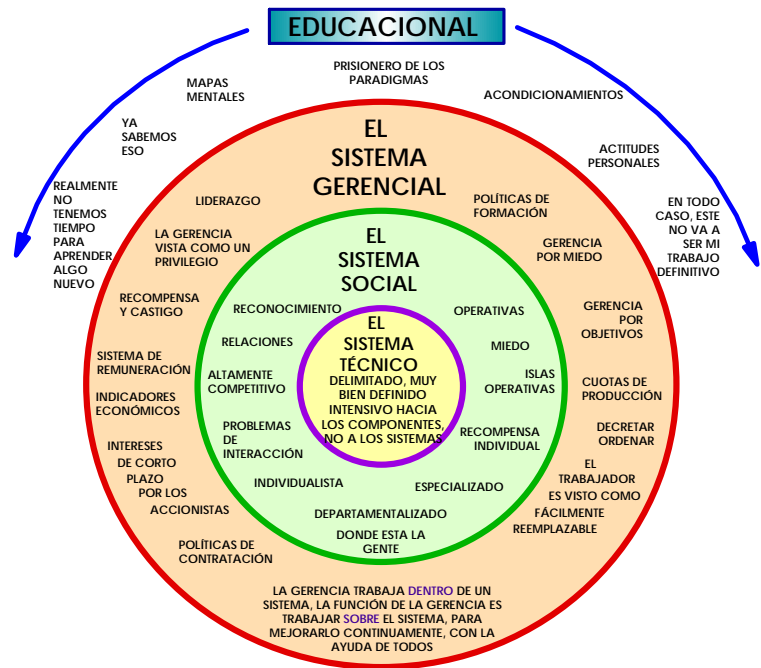 EDUCACIONAL
PRISIONERO DE LOS
PARADIGMAS
MAPAS
MENTALES
ACONDICIONAMIENTOS
YA
SABEMOS
ESO
ACTITUDES
PERSONALES
REALMENTE
NO
TENEMOS
TIEMPO
PARA
APRENDER
ALGO
NUEVO
EN TODO
CASO, ESTE
NO VA A
SER MI
TRABAJO
DEFINITIVO
EL
SISTEMA
GERENCIAL
LIDERAZGO
LA GERENCIA
VISTA COMO UN
PRIVILEGIO
RECOMPENSA
Y CASTIGO
SISTEMA DE
REMUNERACIÓN
INDICADORES
ECONÓMICOS
INTERESES
DE CORTO
PLAZO
POR LOS
ACCIONISTAS
POLÍTICAS DE
CONTRATACIÓN
POLÍTICAS DE
FORMACIÓN
GERENCIA
POR MIEDO
GERENCIA
POR
OBJETIVOS
CUOTAS DE
PRODUCCIÓN
DECRETAR
ORDENAR
EL
TRABAJADOR
ES VISTO COMO
FÁCILMENTE
REEMPLAZABLE
EL
SISTEMA
SOCIAL
RECONOCIMIENTO
RELACIONES
ALTAMENTE
COMPETITIVO
PROBLEMAS
DE
INTERACCIÓN
INDIVIDUALISTA
DEPARTAMENTALIZADO
DONDE ESTA LA
GENTE
OPERATIVAS
MIEDO
ISLAS
OPERATIVAS
RECOMPENSA
INDIVIDUAL
ESPECIALIZADO
EL
SISTEMA
TÉCNICO
DELIMITADO, MUY
BIEN DEFINIDO
INTENSIVO HACIA
LOS COMPONENTES,
NO A LOS SISTEMAS
LA GERENCIA TRABAJA DENTRO DE UN
SISTEMA, LA FUNCIÓN DE LA GERENCIA ES
TRABAJAR SOBRE EL SISTEMA, PARA
MEJORARLO CONTINUAMENTE, CON LA
AYUDA DE TODOS